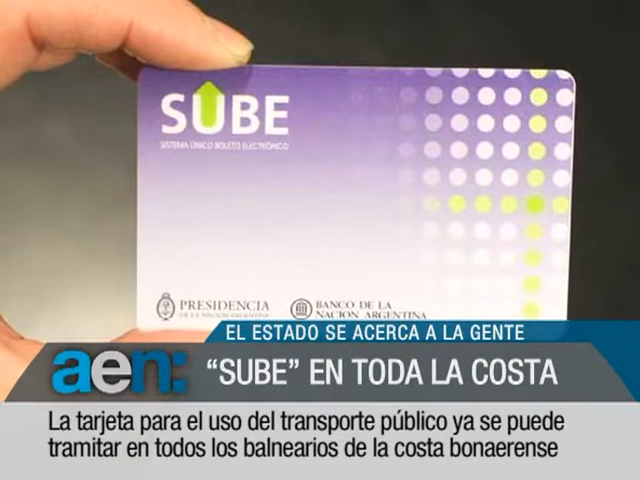 SUBE
SISTEMA ÚNICO BOLETO ELECTRÓNICO
PRESIDENCIA
DE LA NACIÓN ARGENTINA
BANCO DE LA
NACION ARGENTINA
EL ESTADO SE ACERCA A LA GENTE
aen:
“SUBE” EN TODA LA COSTA
La tarjeta para el uso del transporte público ya se puede
tramitar en todos los balnearios de la costa bonaerense